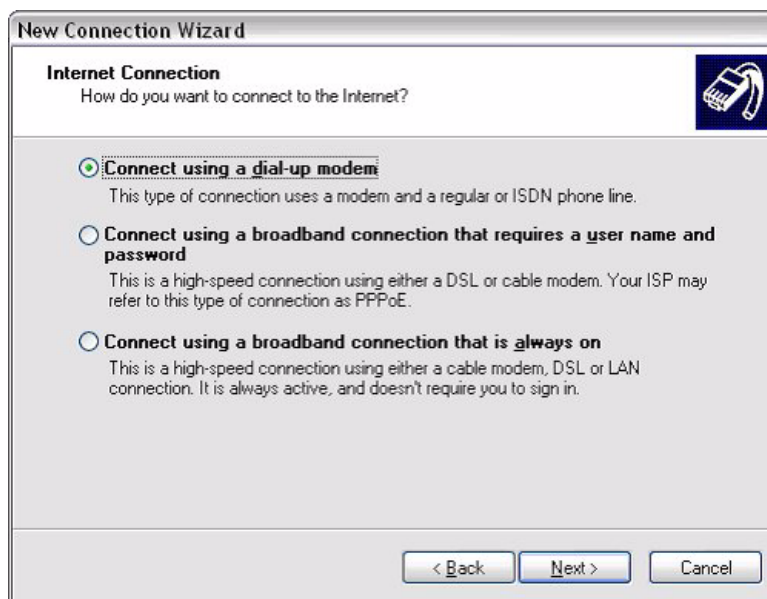 New Connection Wizard
Internet Connection
How do you want to connect to the Internet?
Connect using a dial-up modem
This type of connection uses a modem and a regular or ISDN phone line.
Connect using a broadband connection that requires a user name and
password
This is a high-speed connection using either a DSL or cable modem. Your ISP may
refer to this type of connection as PPPoE.
Connect using a broadband connection that is always on
This is a high-speed connection using either a cable modem, DSL or LAN
connection. It is always active, and doesn't require you to sign in.
< Back
Next >
Cancel